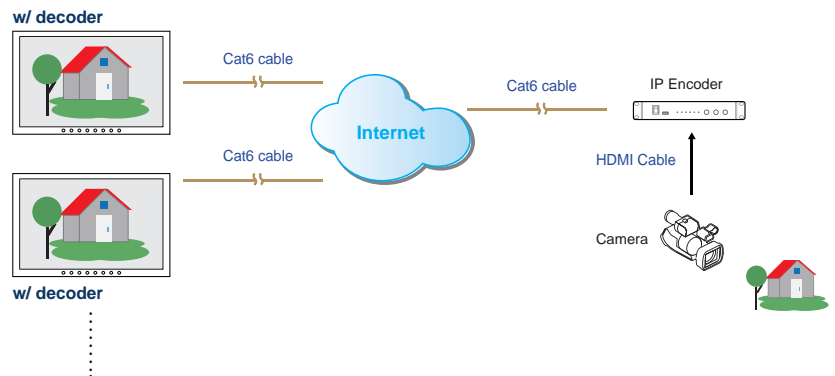 w/ decoder
Cat6 cable
Cat6 cable
IP Encoder
Internet
Cat6 cable
HDMI Cable
Camera
w/ decoder